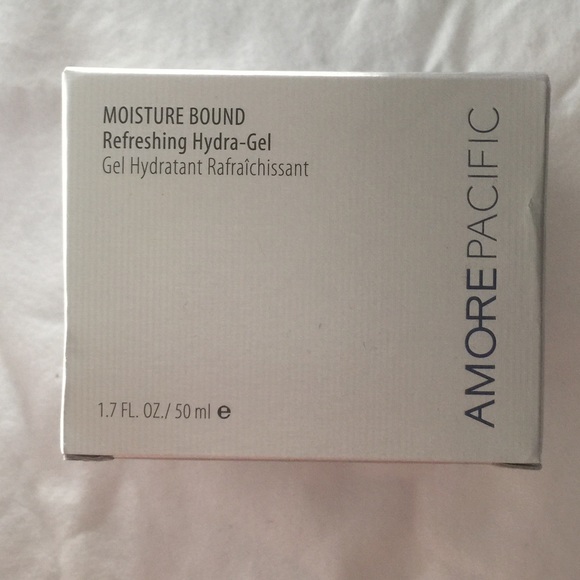 MOISTURE BOUND
Refreshing Hydra-Gel
Gel Hydratant Rafraîchissant
AMOREPACIFIC
1.7 FL. OZ./ 50 ml ℮